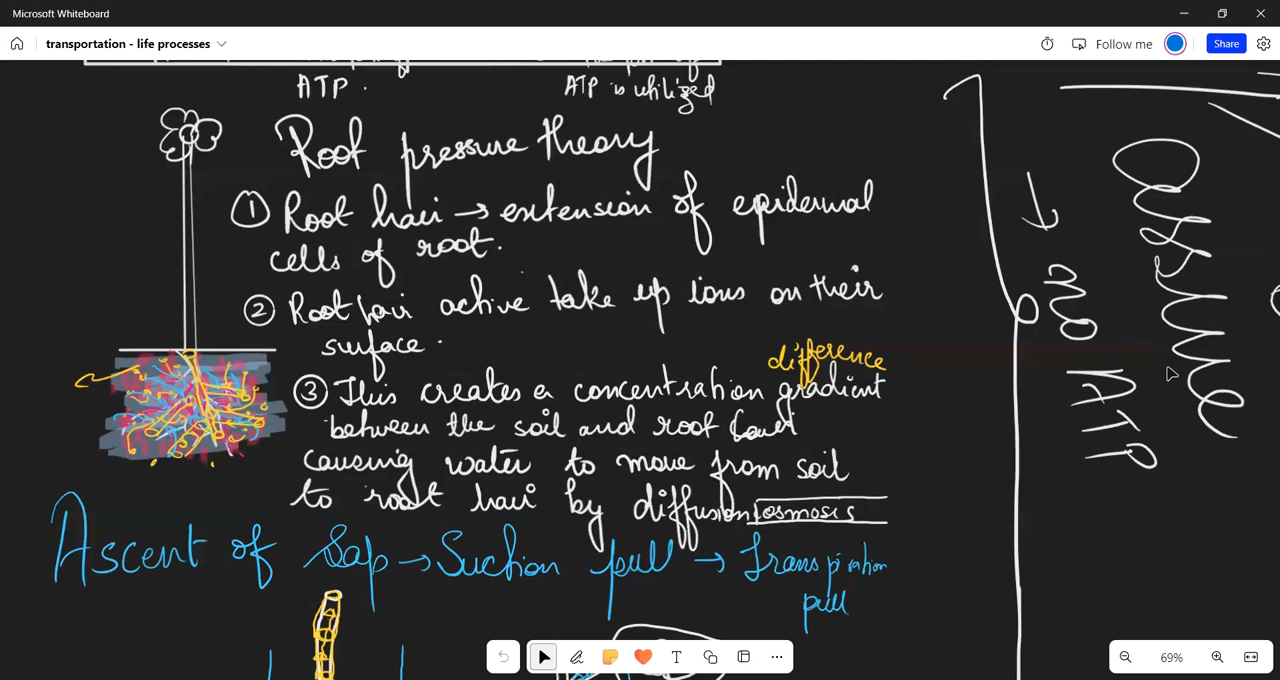 Microsoft Whiteboard
transportation - life processes
Follow me
Share
ATP.
ATP is utilized
Root pressure theory
① Root hair → extension of epidermal
cells of root.
② Root hair active take up ions on their
surface.
difference
③ This creates a concentration gradient
between the soil and root
causing water to move from soil
to root hair by diffusion/osmosis
Ascent of Sap → Suction pull → Transpiration
pull
↓
no
ATP
69%